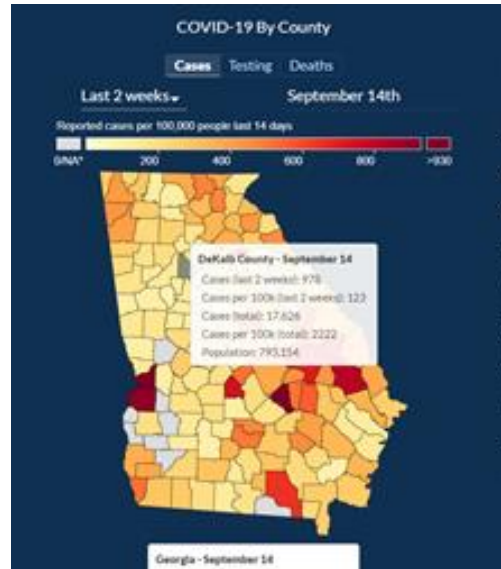 COVID-19 By County
Cases Testing Deaths
Last 2 weeks September 14th
Reported cases per 100,000 people last 14 days
0/NA* 200 400 600 800 >930
DeKalb County - September 14
Cases (last 2 weeks): 978
Cases per 100k (last 2 weeks): 123
Cases (total): 17,626
Cases per 100k (total): 2222
Population: 793,154
Georgia - September 14